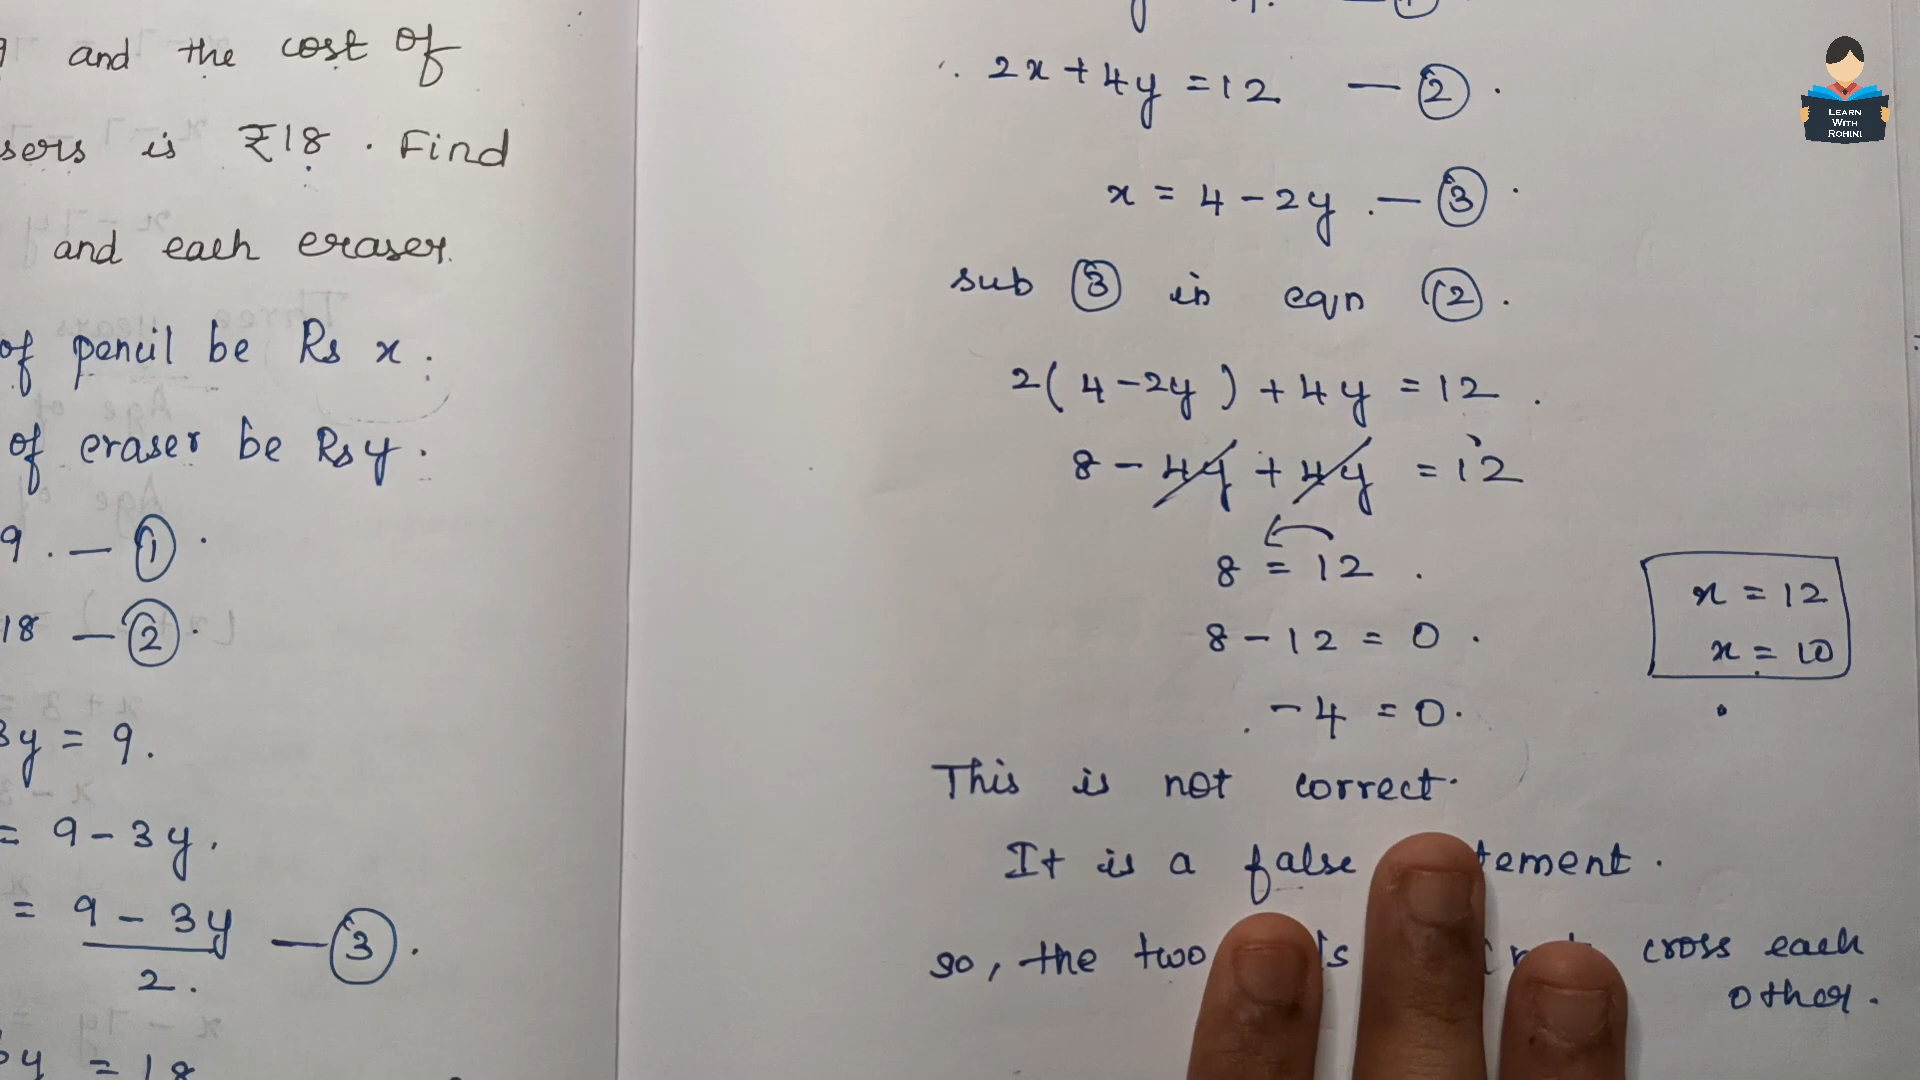 and the cost of
sers is ₹18 . Find
and each eraser.
of pencil be Rs x .
of eraser be Rs y .
9 . — ① .
18 — ② .
3y = 9 .
= 9 - 3y .
= 9 - 3y — ③ .
2 .
y = 18
2x + 4y = 12 — ② .
x = 4 - 2y . — ③ .
sub ③ in eqn ② .
2( 4 - 2y ) + 4y = 12 .
8 - 4y + 4y = 12
8 = 12 .
8 - 12 = 0 .
- 4 = 0 .
This is not correct .
It is a false tement .
so, the two cross each
other .
x = 12
x = 10
LEARN
WITH
ROHINI